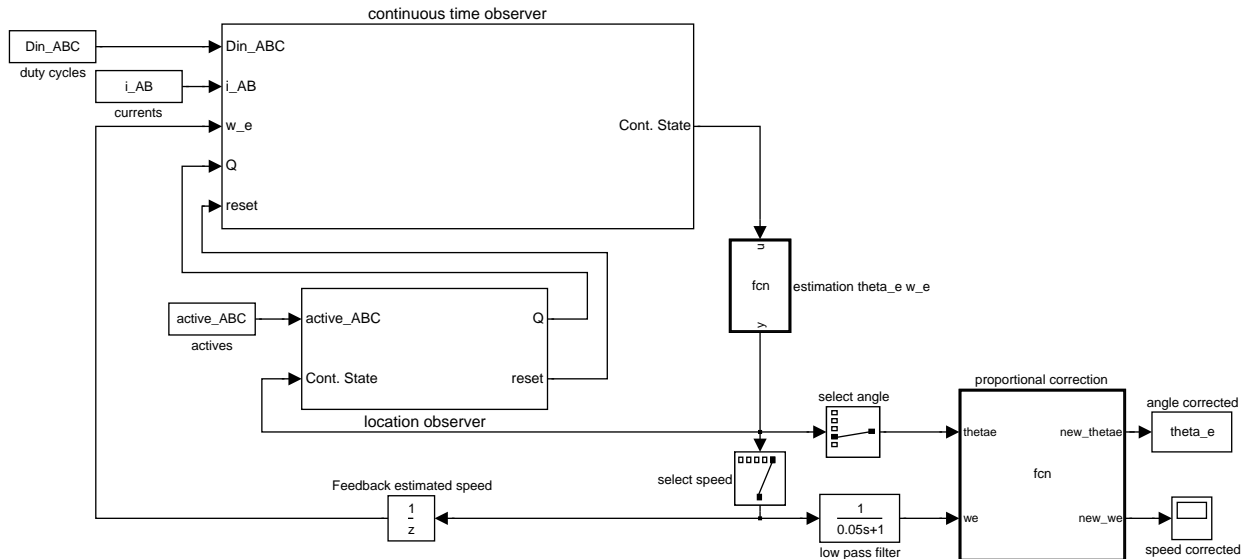 continuous time observer
Din_ABC
duty cycles
i_AB
currents
Din_ABC
i_AB
w_e
Q
reset
Cont. State
u
fcn
y
estimation theta_e w_e
active_ABC
actives
active_ABC
Cont. State
Q
reset
location observer
select angle
select speed
proportional correction
thetae
we
fcn
new_thetae
new_we
angle corrected
theta_e
Feedback estimated speed
1
z
1
0.05s+1
low pass filter
speed corrected